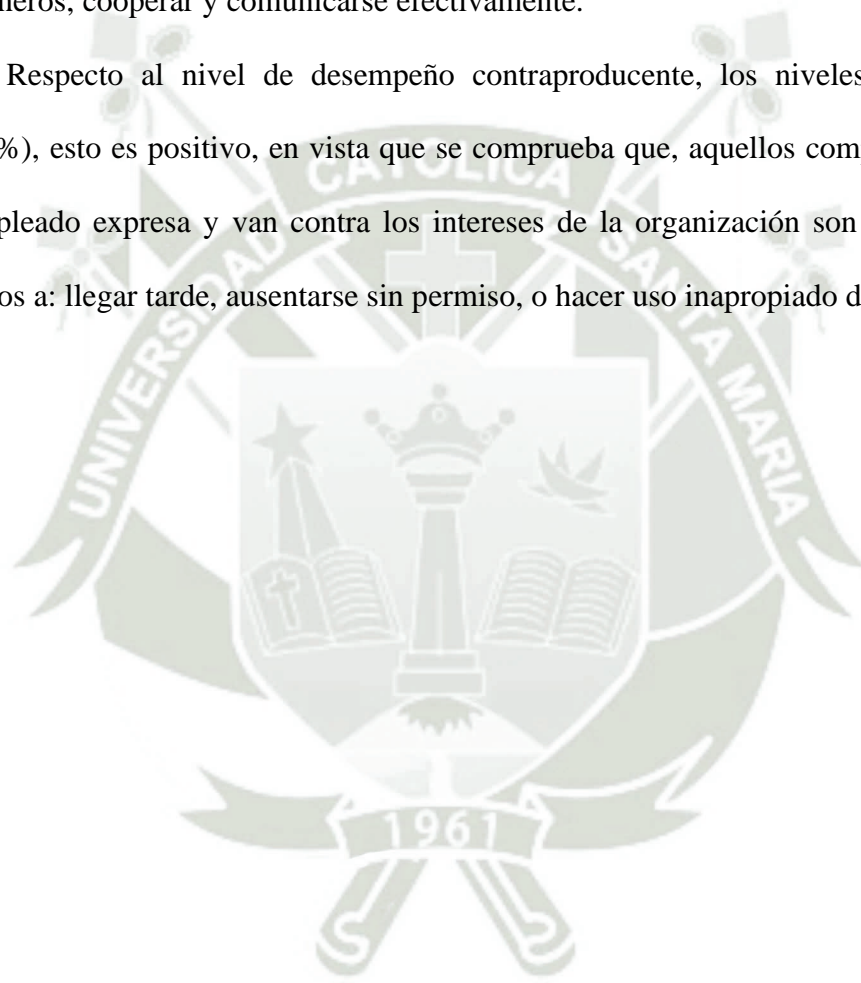 neros, cooperar y comunicarse efectivamente.
Respecto al nivel de desempeño contraproducente, los niveles
%), esto es positivo, en vista que se comprueba que, aquellos com
pleado expresa y van contra los intereses de la organización son
os a: llegar tarde, ausentarse sin permiso, o hacer uso inapropiado d
UNIVERSIDAD CATOLICA SANTA MARIA
1961